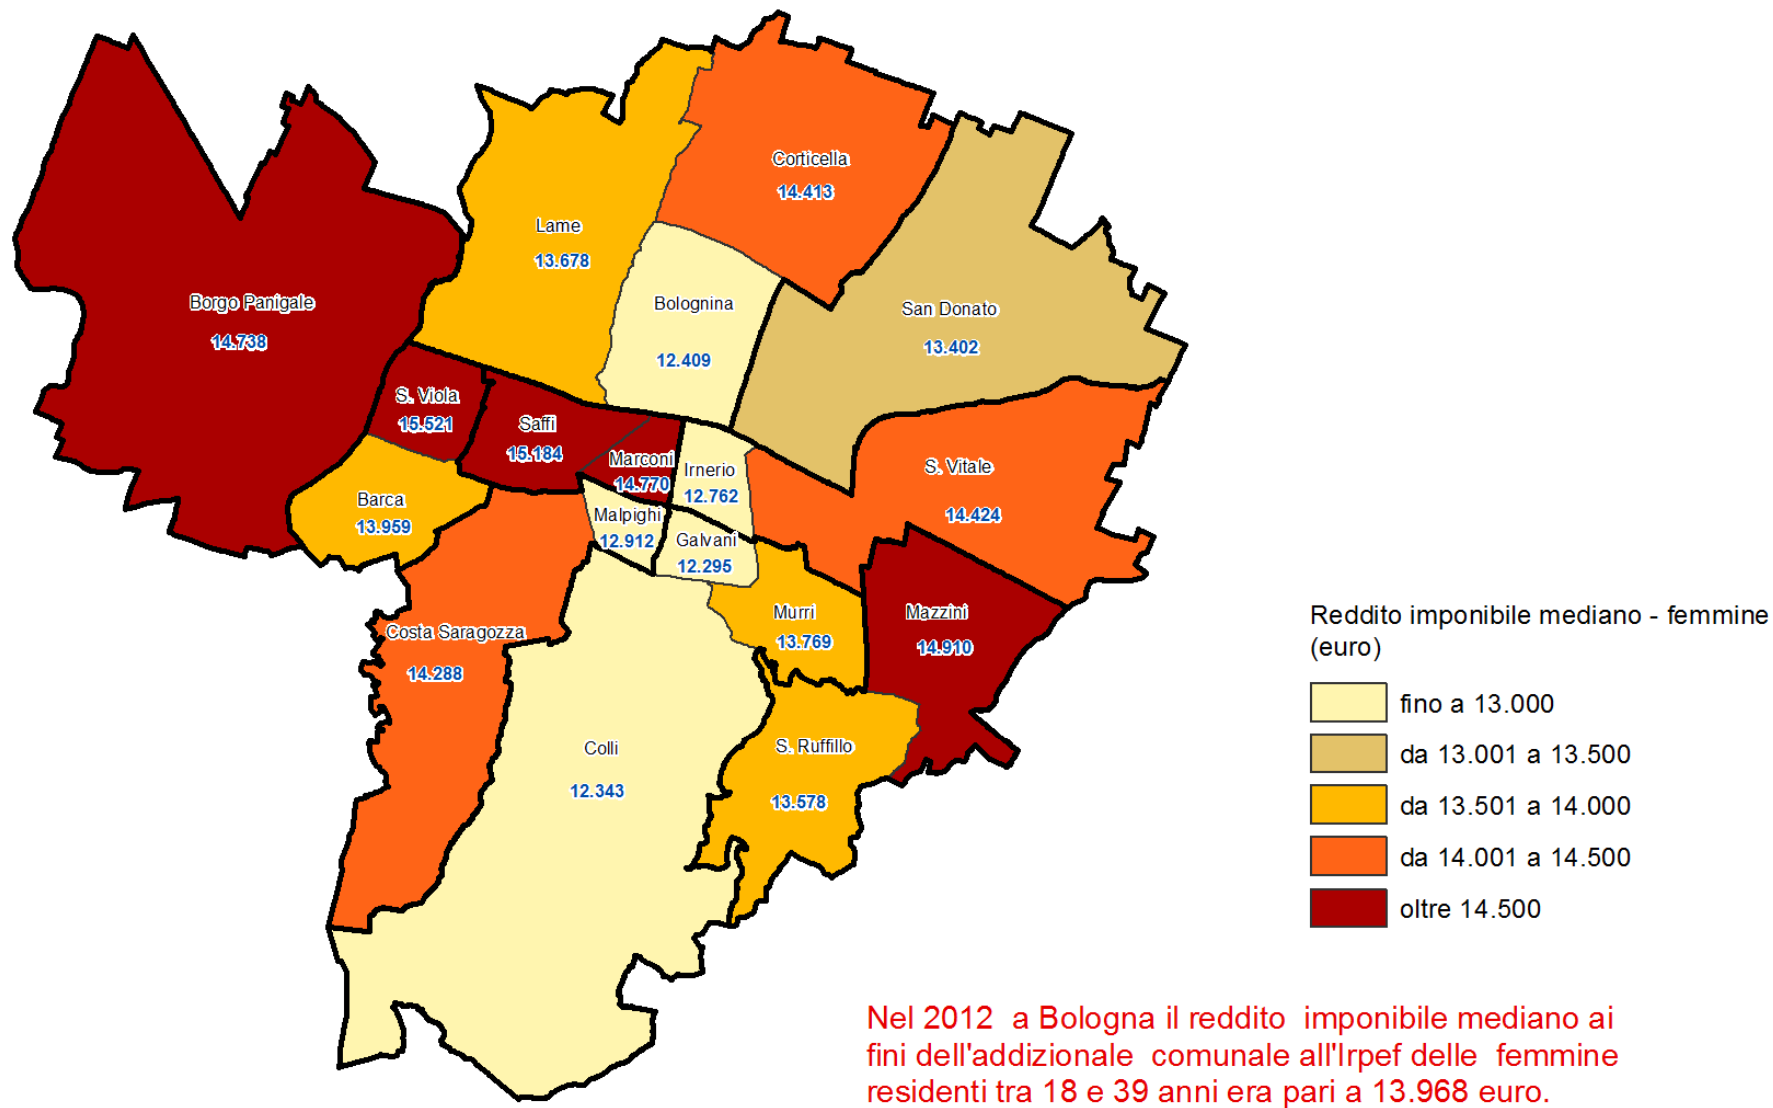 Corticella
14.413
Lame
13.678
Borgo Panigale
14.738
Bolognina
12.409
San Donato
13.402
S. Viola
15.521
Saffi
15.184
Marconi
14.770
Irnerio
12.762
S. Vitale
14.424
Barca
13.959
Malpighi
12.912
Galvani
12.295
Murri
13.769
Mazzini
14.910
Costa Saragozza
14.288
Colli
12.343
S. Ruffillo
13.578
Reddito imponibile mediano - femmine
(euro)
fino a 13.000
da 13.001 a 13.500
da 13.501 a 14.000
da 14.001 a 14.500
oltre 14.500
Nel 2012 a Bologna il reddito imponibile mediano ai
fini dell'addizionale comunale all'Irpef delle femmine
residenti tra 18 e 39 anni era pari a 13.968 euro.